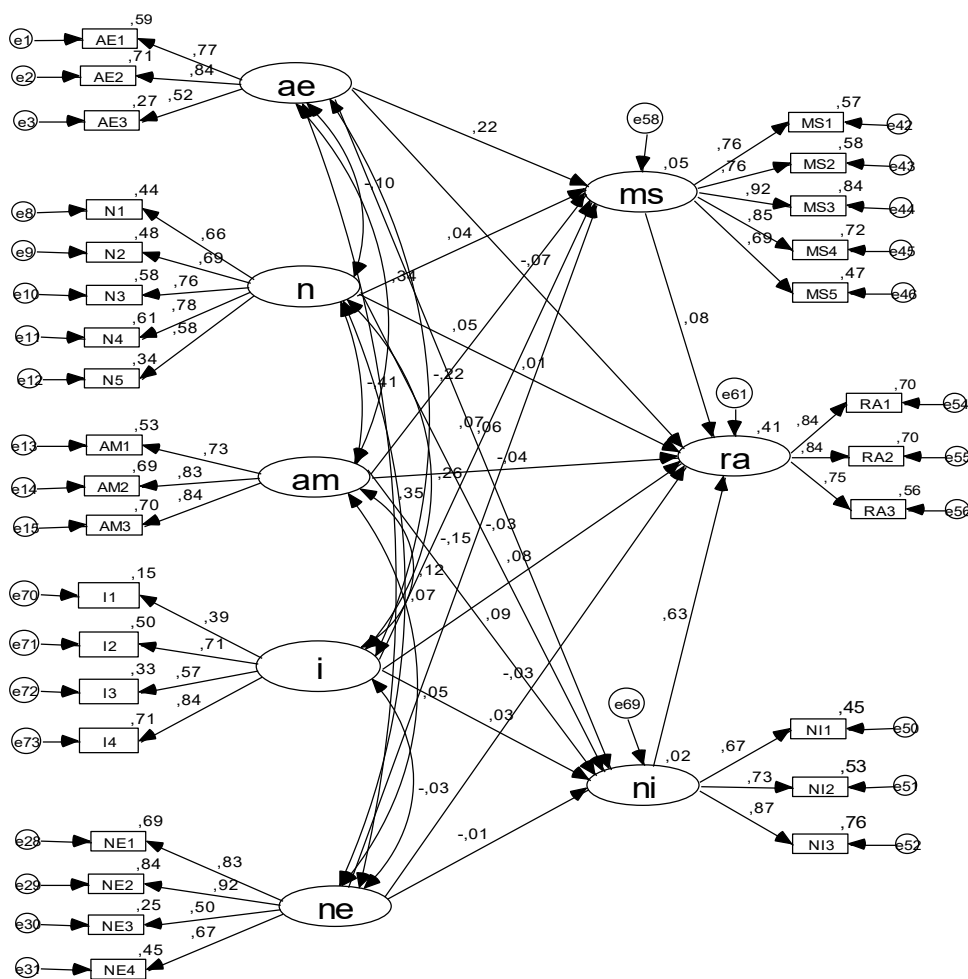 ,59
e1 AE1 ,77
,71
e2 AE2 ,84
,27
e3 AE3 ,52
ae
,44
e8 N1 ,66
,48
e9 N2 ,69
,58
e10 N3 ,76
,61
e11 N4 ,78
,34
e12 N5 ,58
n
,53
e13 AM1 ,73
,69
e14 AM2 ,83
,70
e15 AM3 ,84
am
,15
e70 I1 ,39
,50
e71 I2 ,71
,33
e72 I3 ,57
,71
e73 I4 ,84
i
,69
e28 NE1 ,83
,84
e29 NE2 ,92
,25
e30 NE3 ,50
,45
e31 NE4 ,67
ne
,22
-,10
,04
-,07
,34
,05
,01
-,41
-,22
,07
,06
-,04
,26
,35
-,03
-,15
,12
,08
,07
,09
,63
-,03
,05
,03
-,03
-,01
,08
e58
,05
ms
,57
,76 MS1 e42
,58
,76 MS2 e43
,84
,92 MS3 e44
,72
,85 MS4 e45
,47
,69 MS5 e46
e61
,41
ra
,70
,84 RA1 e54
,70
,84 RA2 e55
,56
,75 RA3 e56
e69
,02
ni
,45
,67 NI1 e50
,53
,73 NI2 e51
,76
,87 NI3 e52